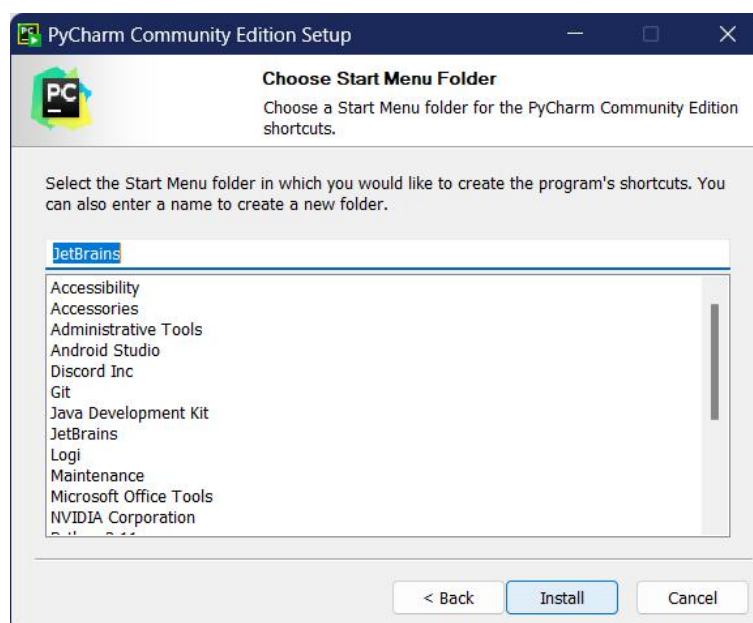 PyCharm Community Edition Setup
PC
Choose Start Menu Folder
Choose a Start Menu folder for the PyCharm Community Edition
shortcuts.
Select the Start Menu folder in which you would like to create the program's shortcuts. You
can also enter a name to create a new folder.
JetBrains
Accessibility
Accessories
Administrative Tools
Android Studio
Discord Inc
Git
Java Development Kit
JetBrains
Logi
Maintenance
Microsoft Office Tools
NVIDIA Corporation
< Back Install Cancel